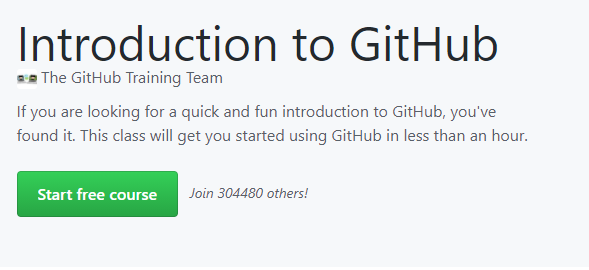 Introduction to GitHub
The GitHub Training Team
If you are looking for a quick and fun introduction to GitHub, you've
found it. This class will get you started using GitHub in less than an hour.
Start free course
Join 304480 others!